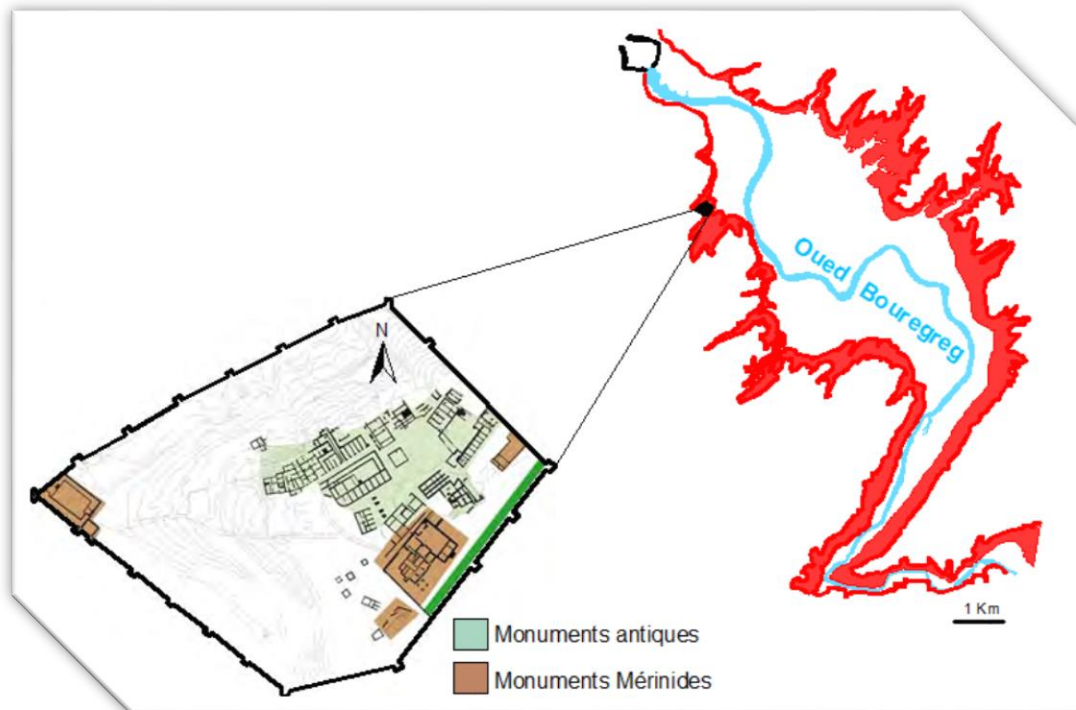 Oued Bouregreg
N
Monuments antiques
Monuments Mérinides
1 Km